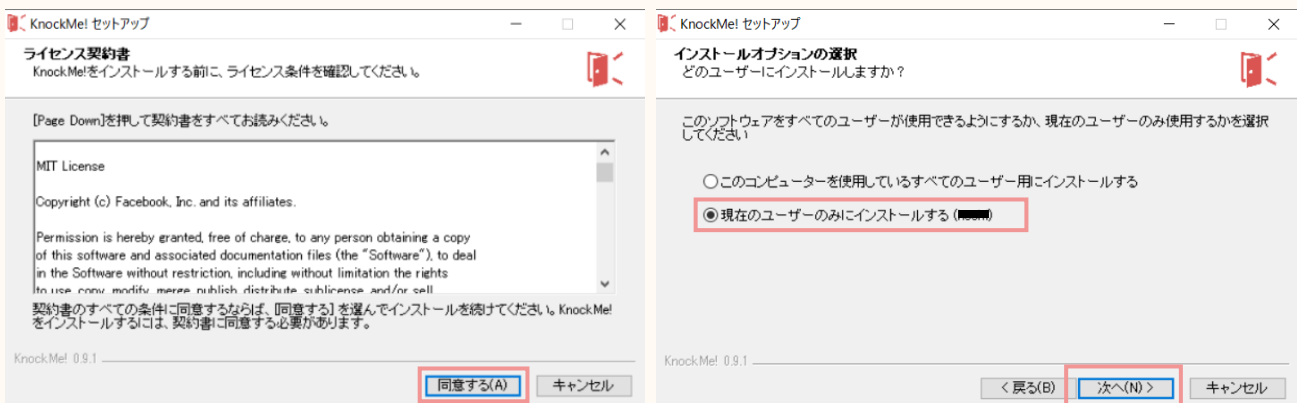 KnockMe! セットアップ
ライセンス契約書
KnockMe!をインストールする前に、ライセンス条件を確認してください。
[Page Down]を押して契約書をすべてお読みください。
MIT License
Copyright (c) Facebook, Inc. and its affiliates.
Permission is hereby granted, free of charge, to any person obtaining a copy
of this software and associated documentation files (the "Software"), to deal
in the Software without restriction, including without limitation the rights
to use, copy, modify, merge, publish, distribute, sublicense, and/or sell
契約書のすべての条件に同意するならば、[同意する] を選んでインストールを続けてください。KnockMe!
をインストールするには、契約書に同意する必要があります。
KnockMe! 0.9.1
同意する(A)
キャンセル
KnockMe! セットアップ
インストールオプションの選択
どのユーザーにインストールしますか?
このソフトウェアをすべてのユーザーが使用できるようにするか、現在のユーザーのみ使用するかを選択
してください
このコンピューターを使用しているすべてのユーザー用にインストールする
現在のユーザーのみにインストールする ( )
KnockMe! 0.9.1
< 戻る(B)
次へ(N) >
キャンセル